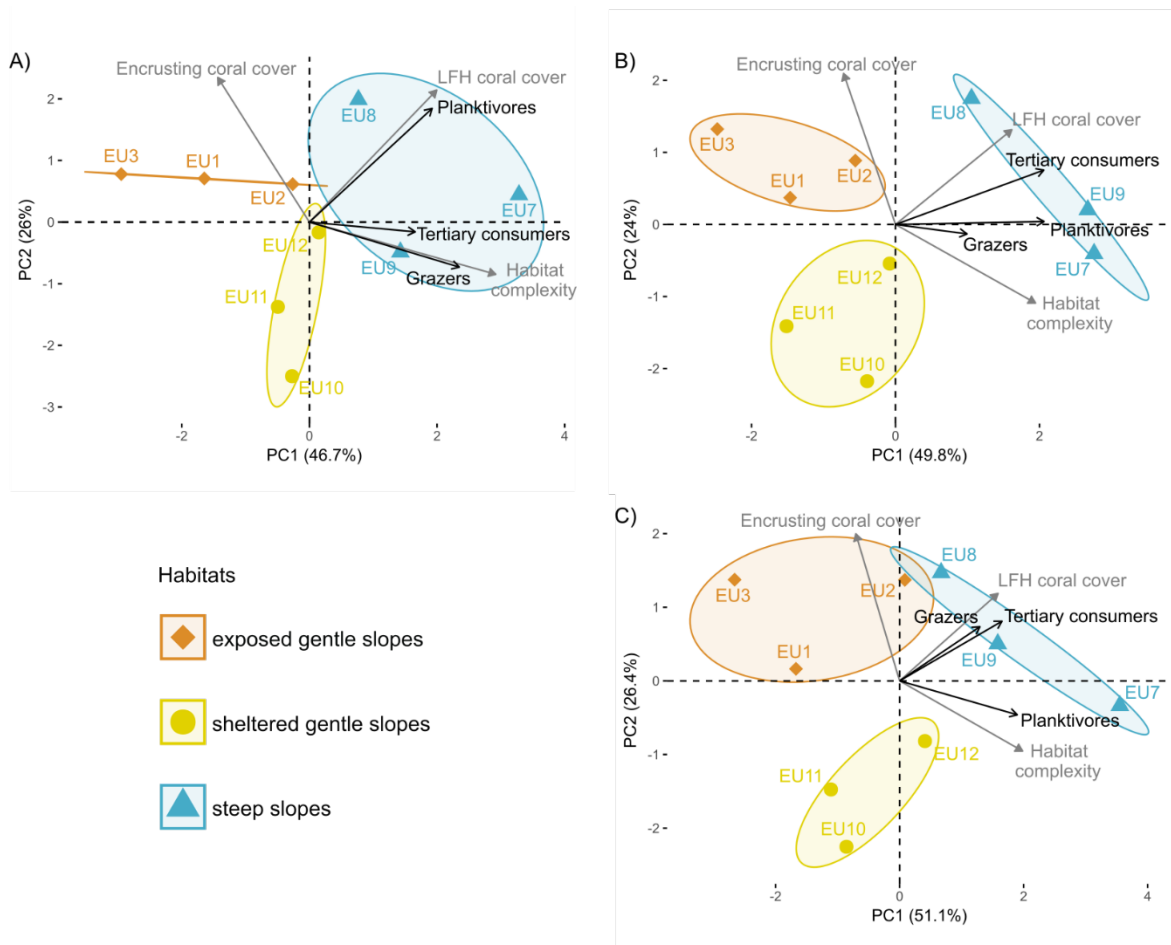 A)
Encrusting coral cover
LFH coral cover
Planktivores
EU8
EU3
EU1
EU2
EU7
EU12
Tertiary consumers
EU9
Grazers
Habitat
complexity
EU11
EU10
2
1
0
-1
-2
-3
PC2 (26%)
-2
0
2
4
PC1 (46.7%)
B)
Encrusting coral cover
EU8
LFH coral cover
EU3
EU2
EU1
Tertiary consumers
EU9
Planktivores
Grazers
EU7
EU12
Habitat
complexity
EU11
EU10
2
1
0
-1
-2
PC2 (24%)
-2
0
2
PC1 (49.8%)
Habitats
exposed gentle slopes
sheltered gentle slopes
steep slopes
C)
Encrusting coral cover
EU8
EU3
EU2
LFH coral cover
Grazers
Tertiary consumers
EU1
EU9
EU7
Planktivores
EU12
Habitat
complexity
EU11
EU10
2
1
0
-1
-2
PC2 (26.4%)
-2
0
2
4
PC1 (51.1%)